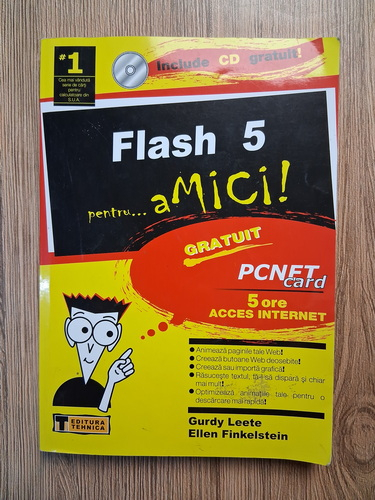 Include CD gratuit!
#1
Cea mai vândută
serie de cărți
pentru
calculatoare din
S.U.A.
Flash 5
pentru... aMICI!
GRATUIT
PCNET
card
5 ore
ACCES INTERNET
Animează paginile tale Web!
Creează butoane Web deosebite!
Creează sau importă grafică!
Răsucește textul, fă-l să dispară și chiar
mai mult!
Optimizează animațiile tale pentru o
descărcare mai rapidă!
Gurdy Leete
Ellen Finkelstein
T EDITURA
TEHNICA